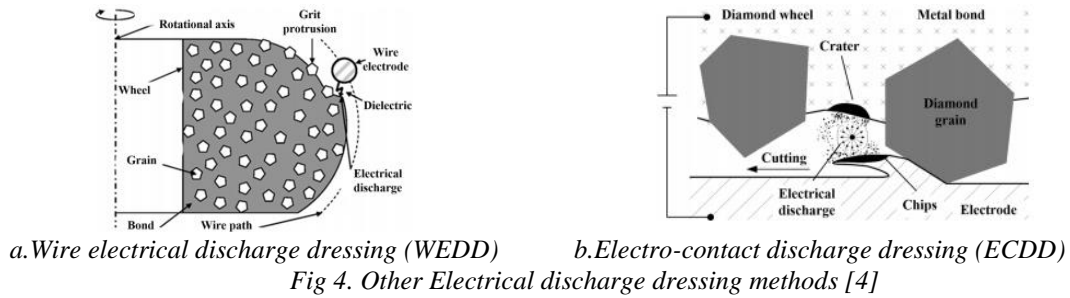 Rotational axis
Grit
protrusion
Wire
electrode
Wheel
Dielectric
Grain
Electrical
discharge
Bond
Wire path
Diamond wheel
Metal bond
Crater
Diamond
grain
Cutting
Electrical
discharge
Chips
Electrode
a.Wire electrical discharge dressing (WEDD)
b.Electro-contact discharge dressing (ECDD)
Fig 4. Other Electrical discharge dressing methods [4]